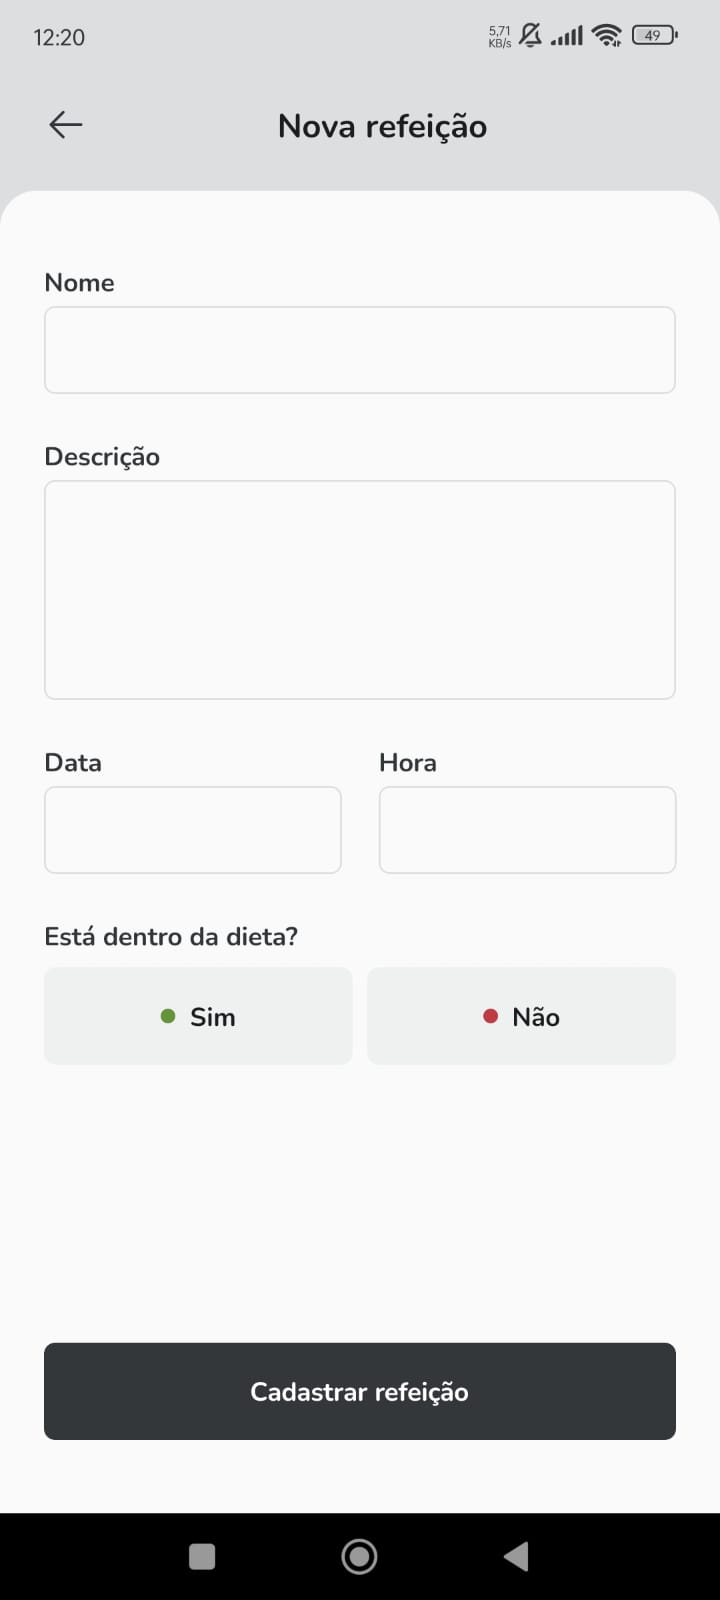 12:20
5,71
KB/s
49
Nova refeição
Nome
Descrição
Data
Hora
Está dentro da dieta?
Sim
Não
Cadastrar refeição